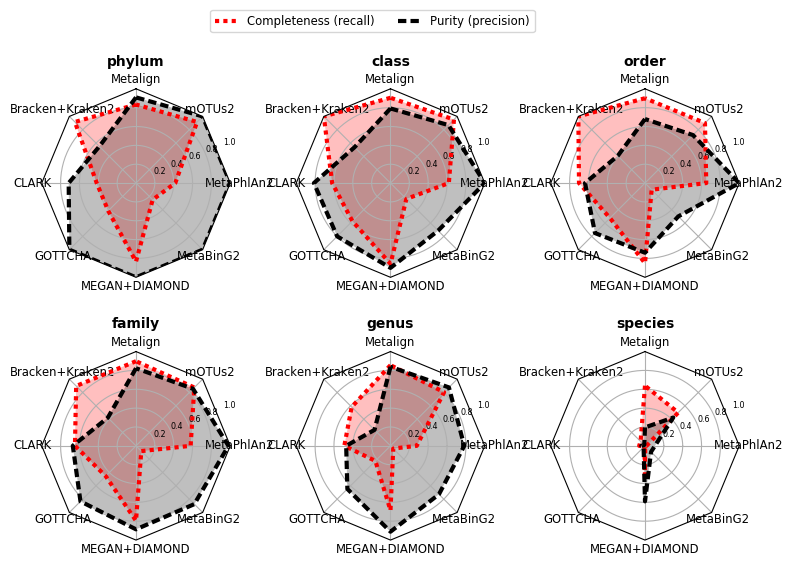 Completeness (recall) Purity (precision)
phylum class order
Metalign Metalign Metalign
Bracken+Kraken2 mOTUs2 Bracken+Kraken2 mOTUs2 Bracken+Kraken2 mOTUs2
1.0 1.0 1.0
0.8 0.8 0.8
0.6 0.6 0.6
0.4 0.4 0.4
0.2 0.2 0.2
CLARK MetaPhlAn2 CLARK MetaPhlAn2 CLARK MetaPhlAn2
GOTTCHA MetaBinG2 GOTTCHA MetaBinG2 GOTTCHA MetaBinG2
MEGAN+DIAMOND MEGAN+DIAMOND MEGAN+DIAMOND
family genus species
Metalign Metalign Metalign
Bracken+Kraken2 mOTUs2 Bracken+Kraken2 mOTUs2 Bracken+Kraken2 mOTUs2
1.0 1.0 1.0
0.8 0.8 0.8
0.6 0.6 0.6
0.4 0.4 0.4
0.2 0.2 0.2
CLARK MetaPhlAn2 CLARK MetaPhlAn2 CLARK MetaPhlAn2
GOTTCHA MetaBinG2 GOTTCHA MetaBinG2 GOTTCHA MetaBinG2
MEGAN+DIAMOND MEGAN+DIAMOND MEGAN+DIAMOND